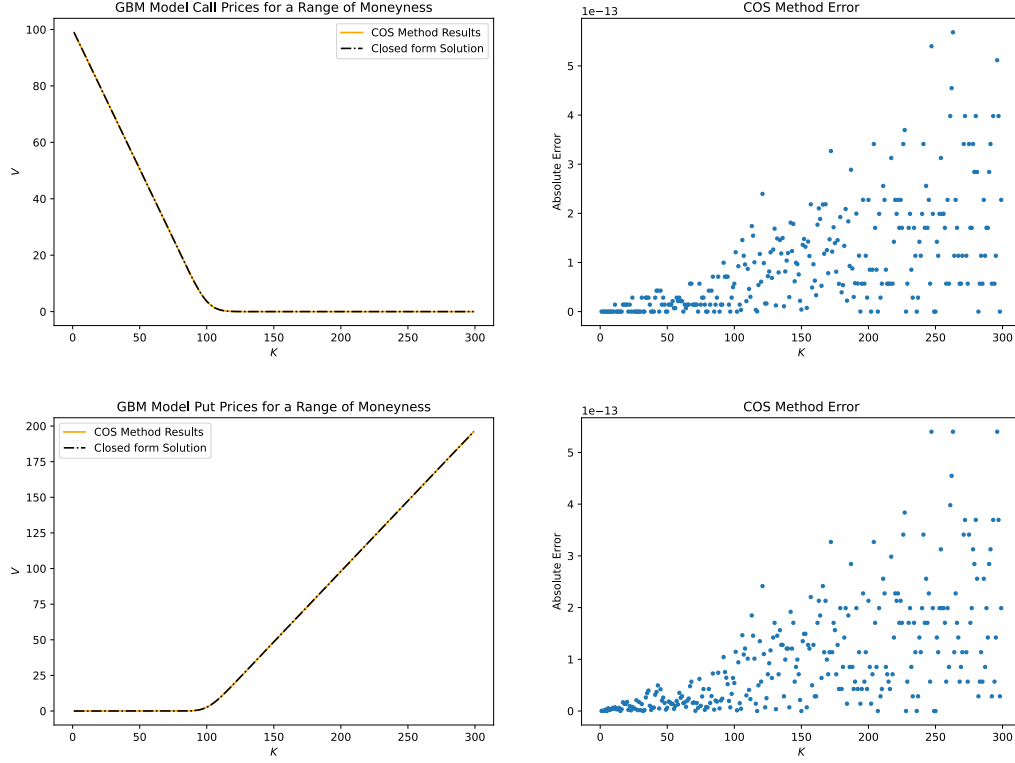 GBM Model Call Prices for a Range of Moneyness
COS Method Results
Closed form Solution
V
100
80
60
40
20
0
0 50 100 150 200 250 300
K
COS Method Error
1e−13
Absolute Error
5
4
3
2
1
0
0 50 100 150 200 250 300
K
GBM Model Put Prices for a Range of Moneyness
COS Method Results
Closed form Solution
V
200
175
150
125
100
75
50
25
0
0 50 100 150 200 250 300
K
COS Method Error
1e−13
Absolute Error
5
4
3
2
1
0
0 50 100 150 200 250 300
K